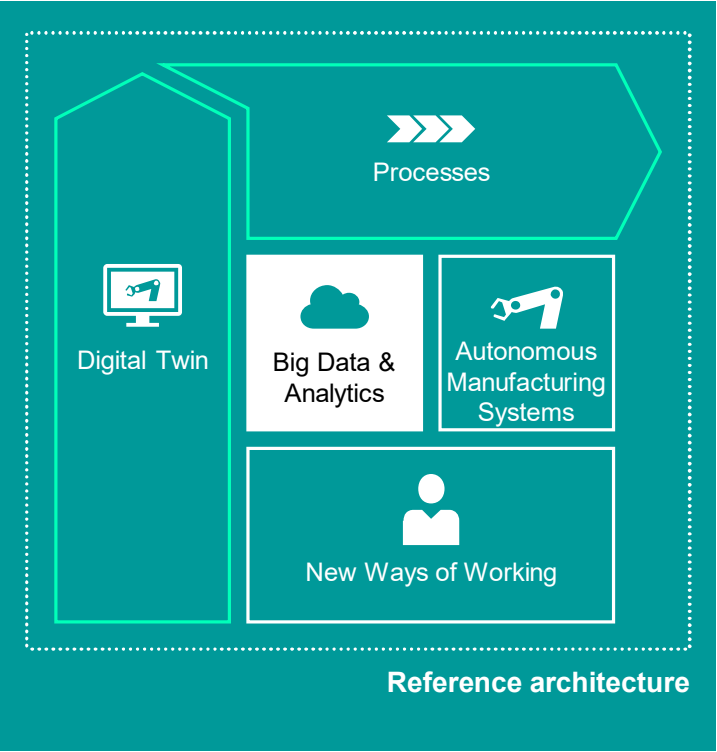 Processes
Digital Twin
Big Data &
Analytics
Autonomous
Manufacturing
Systems
New Ways of Working
Reference architecture